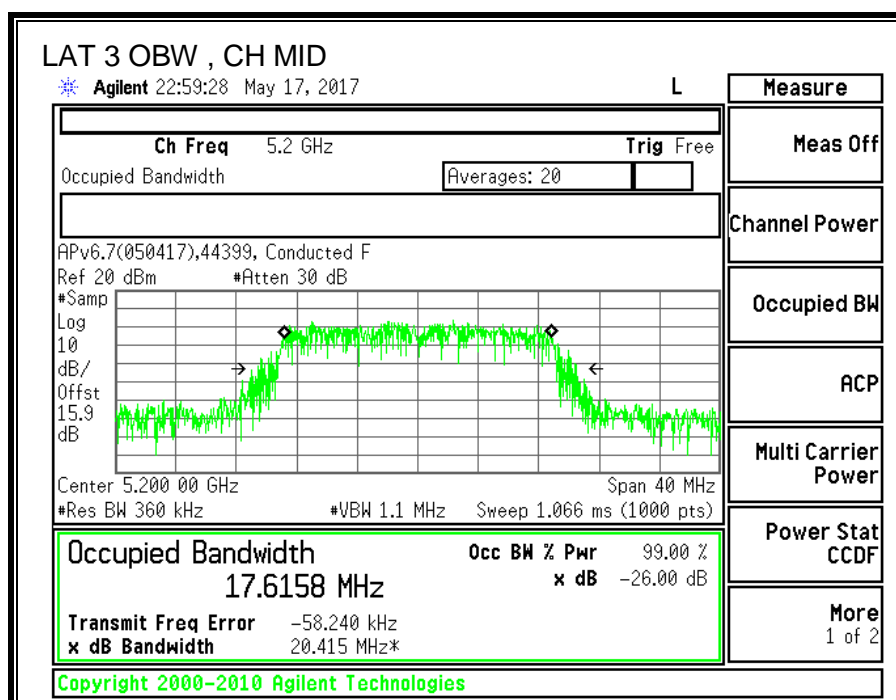 LAT 3 OBW , CH MID
Agilent 22:59:28 May 17, 2017 L
Measure
Ch Freq 5.2 GHz Trig Free
Meas Off
Occupied Bandwidth Averages: 20
Channel Power
APv6.7(050417),44399, Conducted F
Ref 20 dBm #Atten 30 dB
#Samp
Log
10
dB/
Offst
15.9
dB
Occupied BW
ACP
Multi Carrier
Power
Center 5.200 00 GHz Span 40 MHz
#Res BW 360 kHz #VBW 1.1 MHz Sweep 1.066 ms (1000 pts)
Power Stat
CCDF
Occupied Bandwidth Occ BW % Pwr 99.00 %
17.6158 MHz x dB -26.00 dB
Transmit Freq Error -58.240 kHz
x dB Bandwidth 20.415 MHz*
More
1 of 2
Copyright 2000-2010 Agilent Technologies